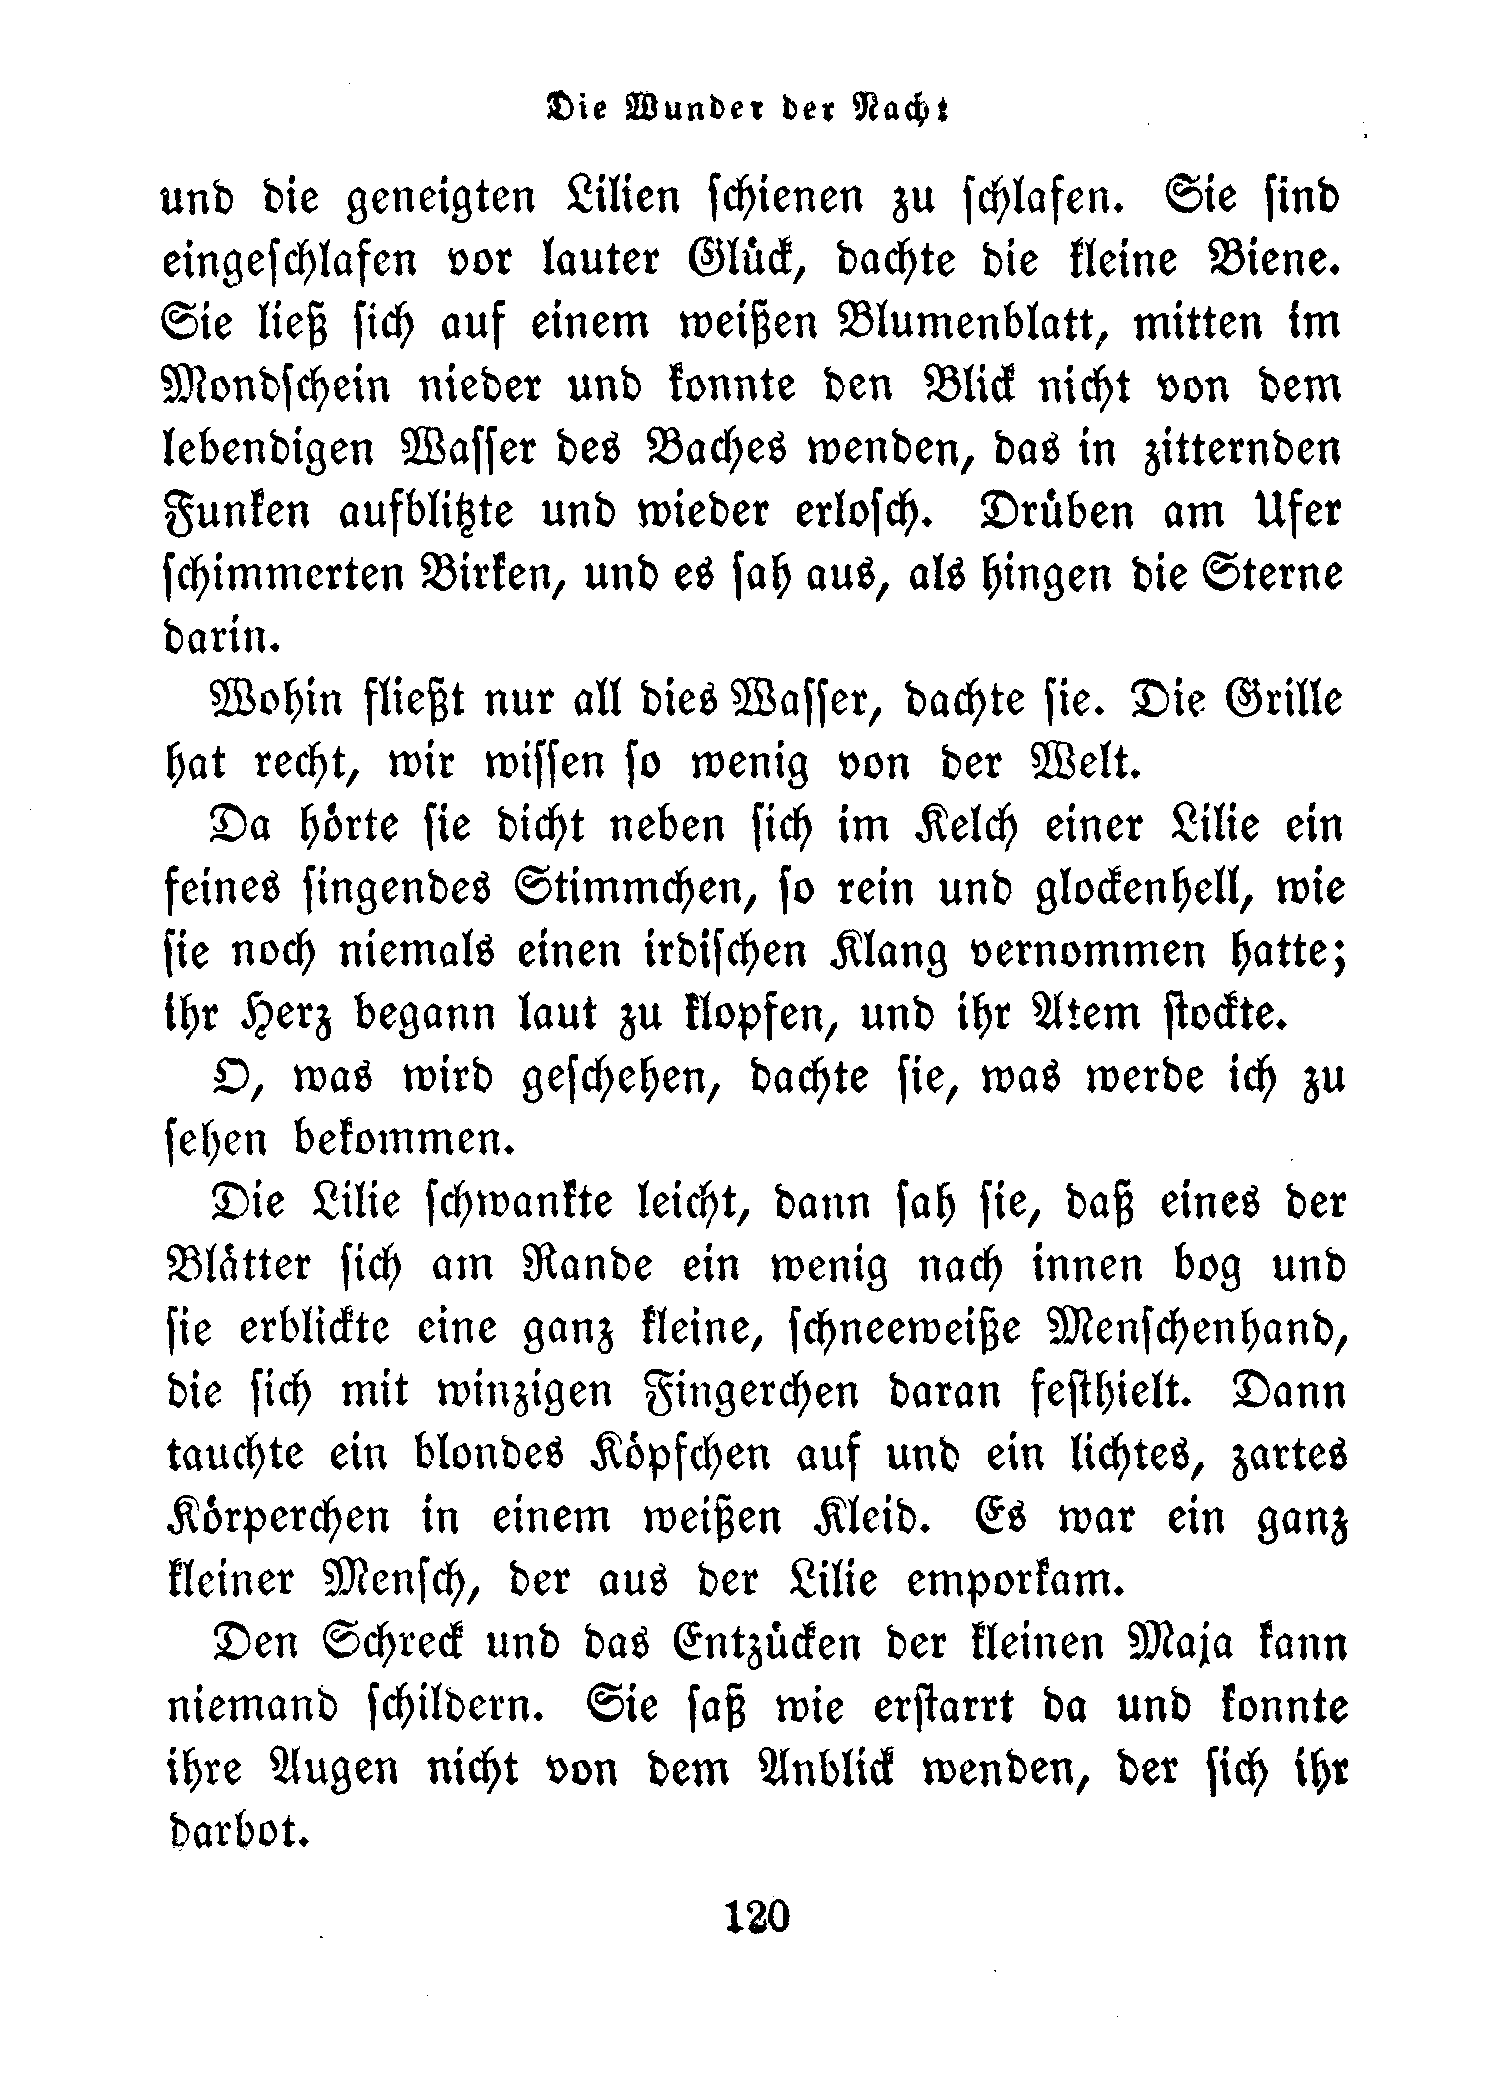 Die Wunder der Nacht
und die geneigten Lilien schienen zu schlafen. Sie sind
eingeschlafen vor lauter Glück, dachte die kleine Biene.
Sie ließ sich auf einem weißen Blumenblatt, mitten im
Mondschein nieder und konnte den Blick nicht von dem
lebendigen Wasser des Baches wenden, das in zitternden
Funken aufblitzte und wieder erlosch. Drüben am Ufer
schimmerten Birken, und es sah aus, als hingen die Sterne
darin.
Wohin fließt nur all dies Wasser, dachte sie. Die Grille
hat recht, wir wissen so wenig von der Welt.
Da hörte sie dicht neben sich im Kelch einer Lilie ein
feines singendes Stimmchen, so rein und glockenhell, wie
sie noch niemals einen irdischen Klang vernommen hatte;
ihr Herz begann laut zu klopfen, und ihr Atem stockte.
O, was wird geschehen, dachte sie, was werde ich zu
sehen bekommen.
Die Lilie schwankte leicht, dann sah sie, daß eines der
Blätter sich am Rande ein wenig nach innen bog und
sie erblickte eine ganz kleine, schneeweiße Menschenhand,
die sich mit winzigen Fingerchen daran festhielt. Dann
tauchte ein blondes Köpfchen auf und ein lichtes, zartes
Körperchen in einem weißen Kleid. Es war ein ganz
kleiner Mensch, der aus der Lilie emporkam.
Den Schreck und das Entzücken der kleinen Maja kann
niemand schildern. Sie saß wie erstarrt da und konnte
ihre Augen nicht von dem Anblick wenden, der sich ihr
darbot.
120